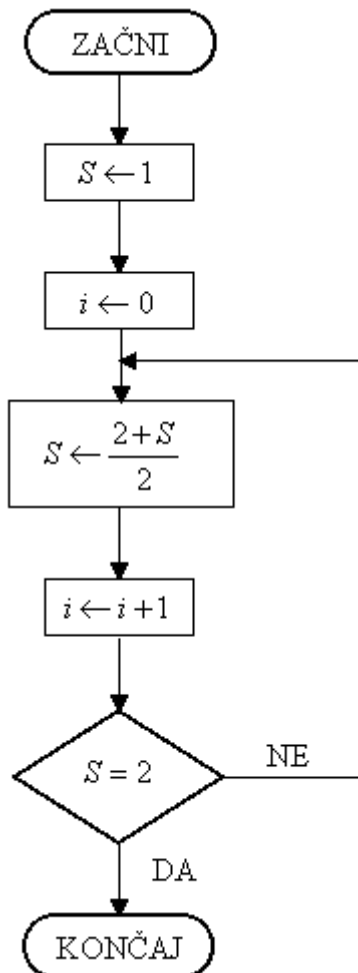 ZAČNI
S ← 1
i ← 0
S ← (2 + S) / 2
i ← i + 1
S = 2
NE
DA
KONČAJ